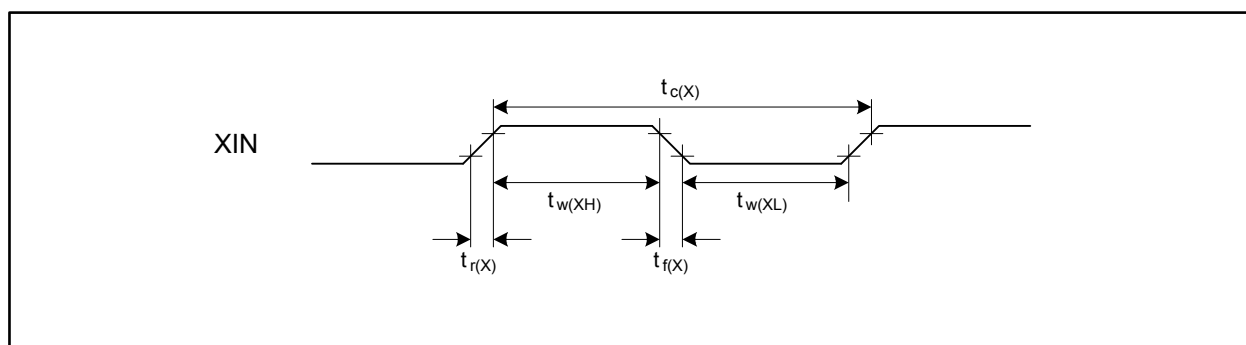 tc(X)
XIN
tw(XH)
tw(XL)
tr(X)
tf(X)